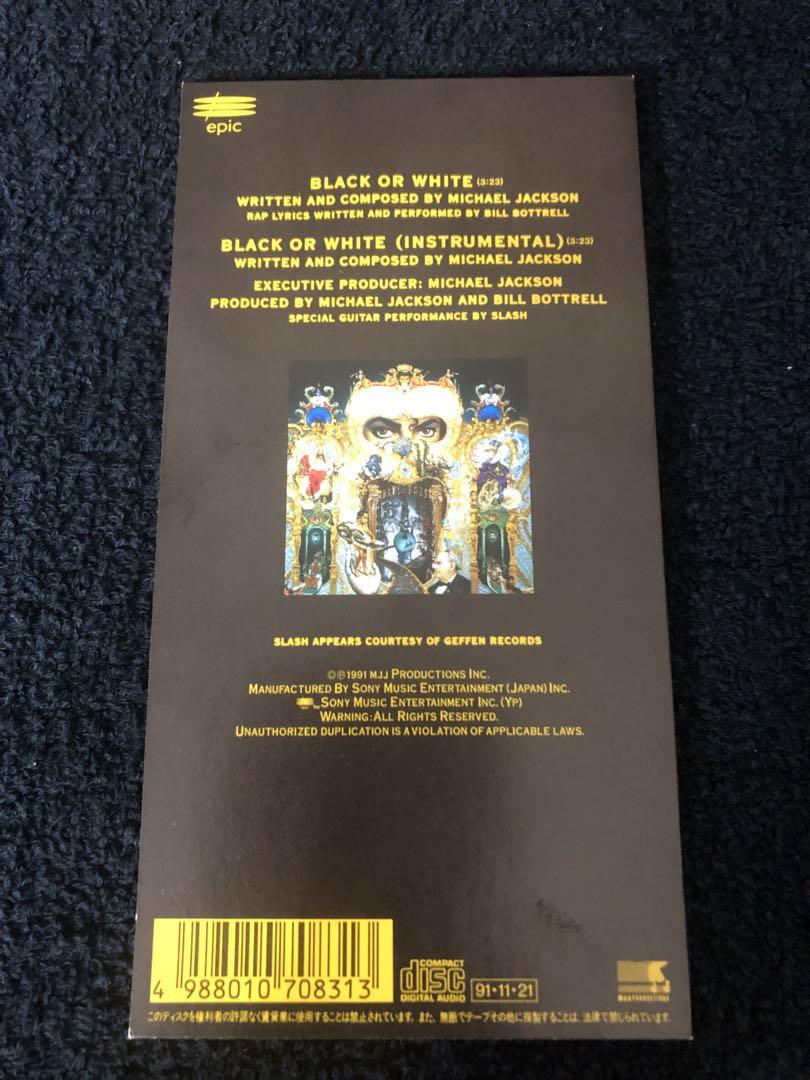 epic
BLACK OR WHITE (3:23)
WRITTEN AND COMPOSED BY MICHAEL JACKSON
RAP LYRICS WRITTEN AND PERFORMED BY BILL BOTTRELL
BLACK OR WHITE (INSTRUMENTAL) (3:23)
WRITTEN AND COMPOSED BY MICHAEL JACKSON
EXECUTIVE PRODUCER: MICHAEL JACKSON
PRODUCED BY MICHAEL JACKSON AND BILL BOTTRELL
SPECIAL GUITAR PERFORMANCE BY SLASH
SLASH APPEARS COURTESY OF GEFFEN RECORDS
©℗1991 MJJ PRODUCTIONS INC.
MANUFACTURED BY SONY MUSIC ENTERTAINMENT (JAPAN) INC.
™ SONY MUSIC ENTERTAINMENT INC. (YP)
WARNING: ALL RIGHTS RESERVED.
UNAUTHORIZED DUPLICATION IS A VIOLATION OF APPLICABLE LAWS.
4 988010 708313
COMPACT
disc
DIGITAL AUDIO
91・11・21
MJJ PRODUCTIONS
このディスクを権利者の許諾なく賃貸業に使用することは禁止されています。また、無断でテープその他に複製することは、法律で禁じられています。